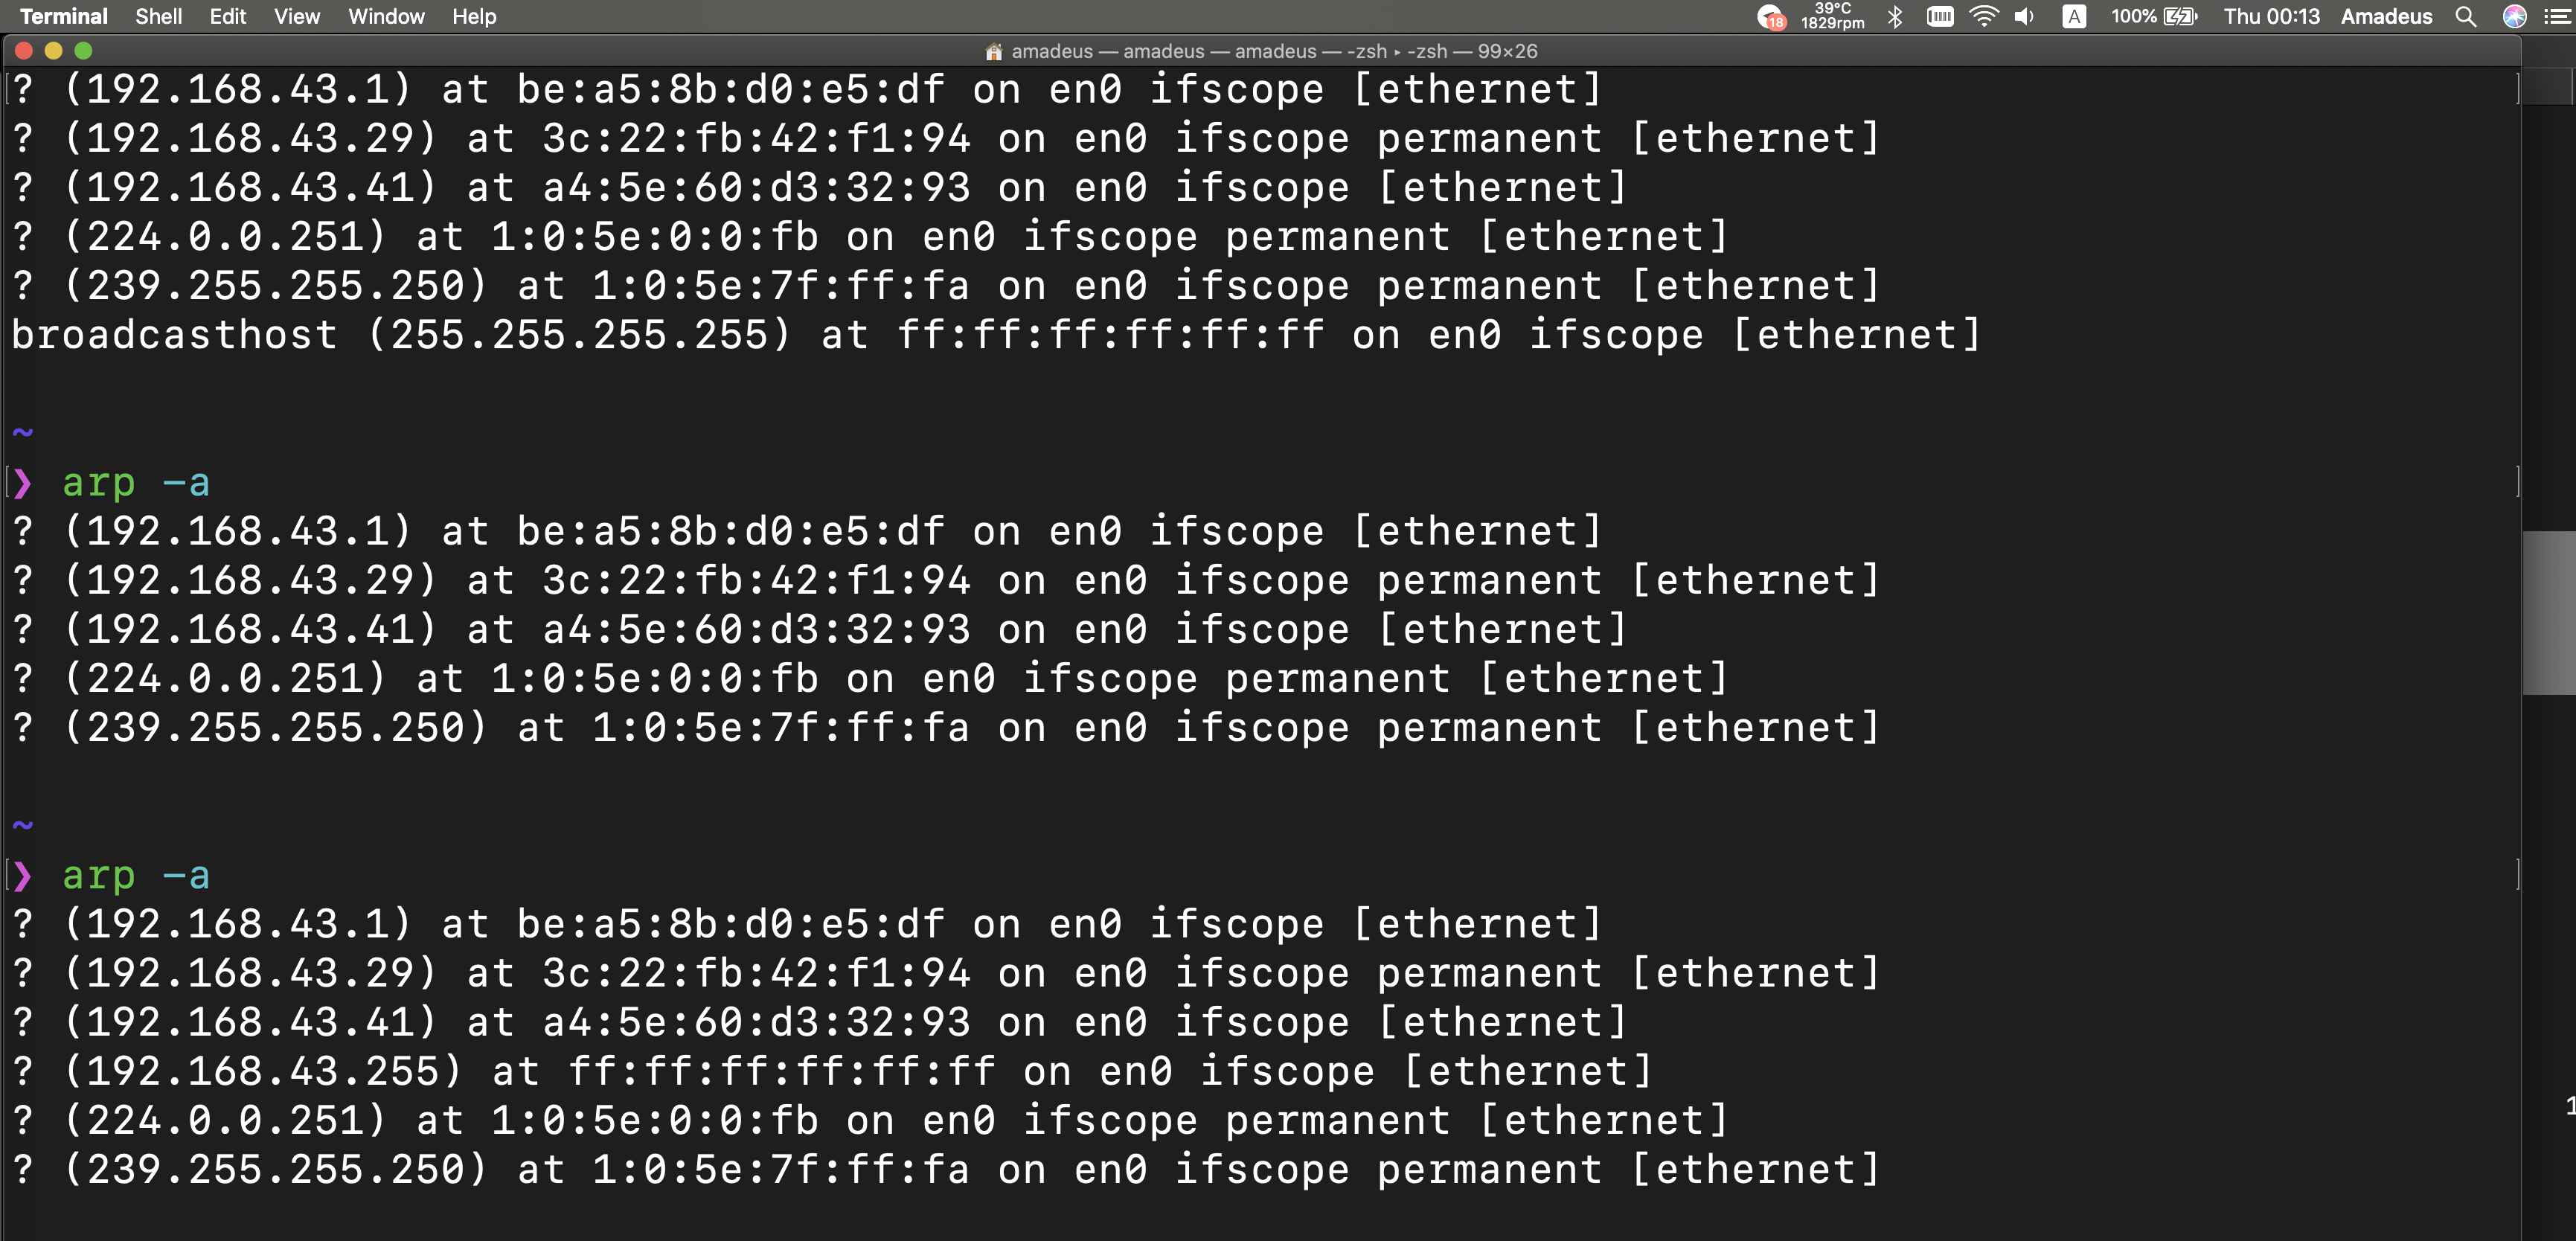 Terminal Shell Edit View Window Help 18 39°C 1829rpm A 100% Thu 00:13 Amadeus
amadeus — amadeus — amadeus — -zsh ▸ -zsh — 99×26
? (192.168.43.1) at be:a5:8b:d0:e5:df on en0 ifscope [ethernet]
? (192.168.43.29) at 3c:22:fb:42:f1:94 on en0 ifscope permanent [ethernet]
? (192.168.43.41) at a4:5e:60:d3:32:93 on en0 ifscope [ethernet]
? (224.0.0.251) at 1:0:5e:0:0:fb on en0 ifscope permanent [ethernet]
? (239.255.255.250) at 1:0:5e:7f:ff:fa on en0 ifscope permanent [ethernet]
broadcasthost (255.255.255.255) at ff:ff:ff:ff:ff:ff on en0 ifscope [ethernet]
~
❯ arp -a
? (192.168.43.1) at be:a5:8b:d0:e5:df on en0 ifscope [ethernet]
? (192.168.43.29) at 3c:22:fb:42:f1:94 on en0 ifscope permanent [ethernet]
? (192.168.43.41) at a4:5e:60:d3:32:93 on en0 ifscope [ethernet]
? (224.0.0.251) at 1:0:5e:0:0:fb on en0 ifscope permanent [ethernet]
? (239.255.255.250) at 1:0:5e:7f:ff:fa on en0 ifscope permanent [ethernet]
~
❯ arp -a
? (192.168.43.1) at be:a5:8b:d0:e5:df on en0 ifscope [ethernet]
? (192.168.43.29) at 3c:22:fb:42:f1:94 on en0 ifscope permanent [ethernet]
? (192.168.43.41) at a4:5e:60:d3:32:93 on en0 ifscope [ethernet]
? (192.168.43.255) at ff:ff:ff:ff:ff:ff on en0 ifscope [ethernet]
? (224.0.0.251) at 1:0:5e:0:0:fb on en0 ifscope permanent [ethernet]
? (239.255.255.250) at 1:0:5e:7f:ff:fa on en0 ifscope permanent [ethernet]